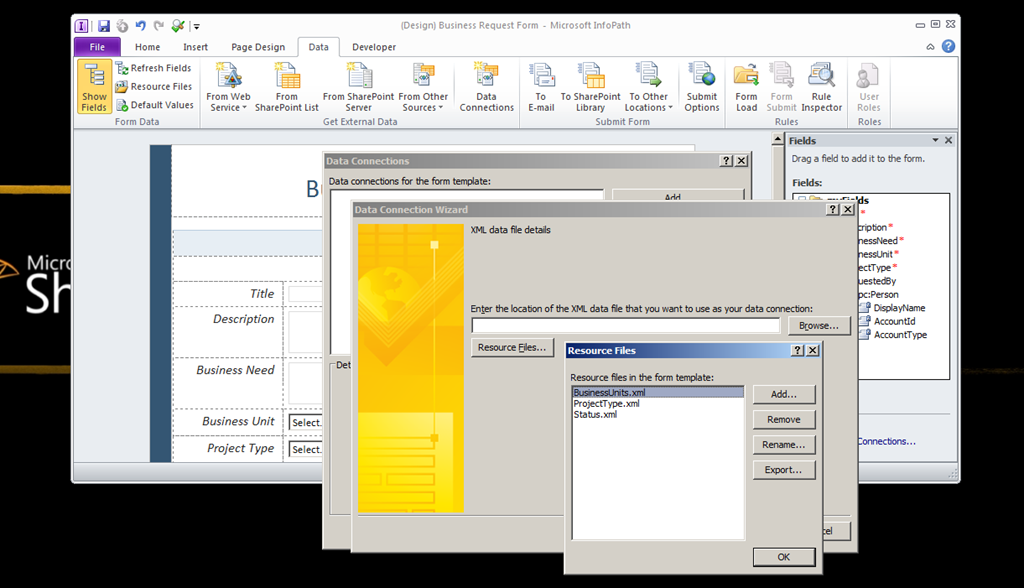 (Design) Business Request Form - Microsoft InfoPath
File Home Insert Page Design Data Developer
Show Fields
Refresh Fields
Resource Files
Default Values
From Web Service
From SharePoint List
From SharePoint Server
From Other Sources
Data Connections
To E-mail
To SharePoint Library
To Other Locations
Submit Options
Form Load
Form Submit
Rule Inspector
User Roles
Form Data
Get External Data
Submit Form
Rules
Roles
Fields
Drag a field to add it to the form.
Fields:
myFields
cription *
nessNeed *
nessUnit *
ectType *
uestedBy
pc:Person
DisplayName
AccountId
AccountType
Connections...
B
Title
Description
Business Need
Business Unit
Select.
Project Type
Select.
Micro
Sh
Data Connections
Data connections for the form template:
Add
Det
Data Connection Wizard
XML data file details
Enter the location of the XML data file that you want to use as your data connection:
Browse...
Resource Files...
cel
Resource Files
Resource files in the form template:
BusinessUnits.xml
ProjectType.xml
Status.xml
Add...
Remove
Rename...
Export...
OK